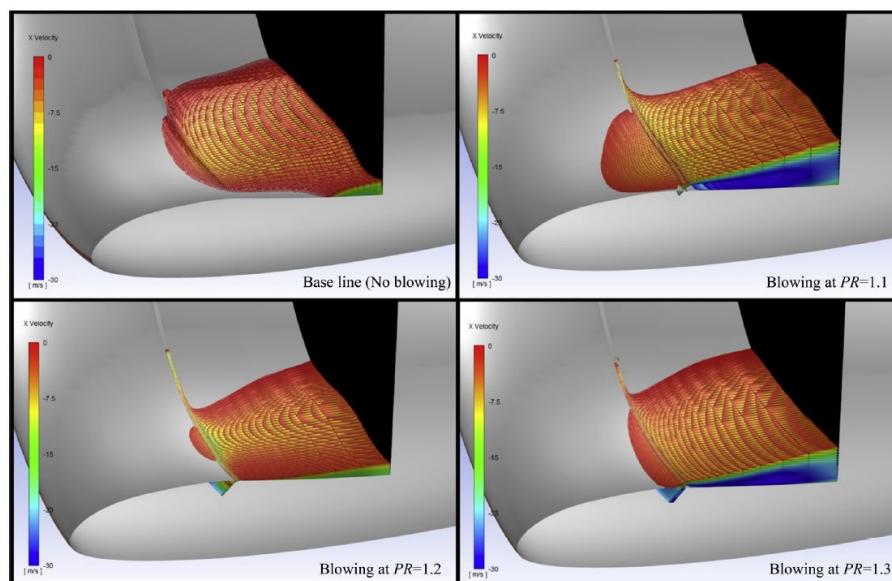 X Velocity
0
-7.5
-15
-30
[ m/s ]
Base line (No blowing)
X Velocity
0
-7.5
-15
-30
[ m/s ]
Blowing at PR=1.1
X Velocity
0
-7.5
-15
-30
[ m/s ]
Blowing at PR=1.2
X Velocity
0
-7.5
-15
-30
[ m/s ]
Blowing at PR=1.3